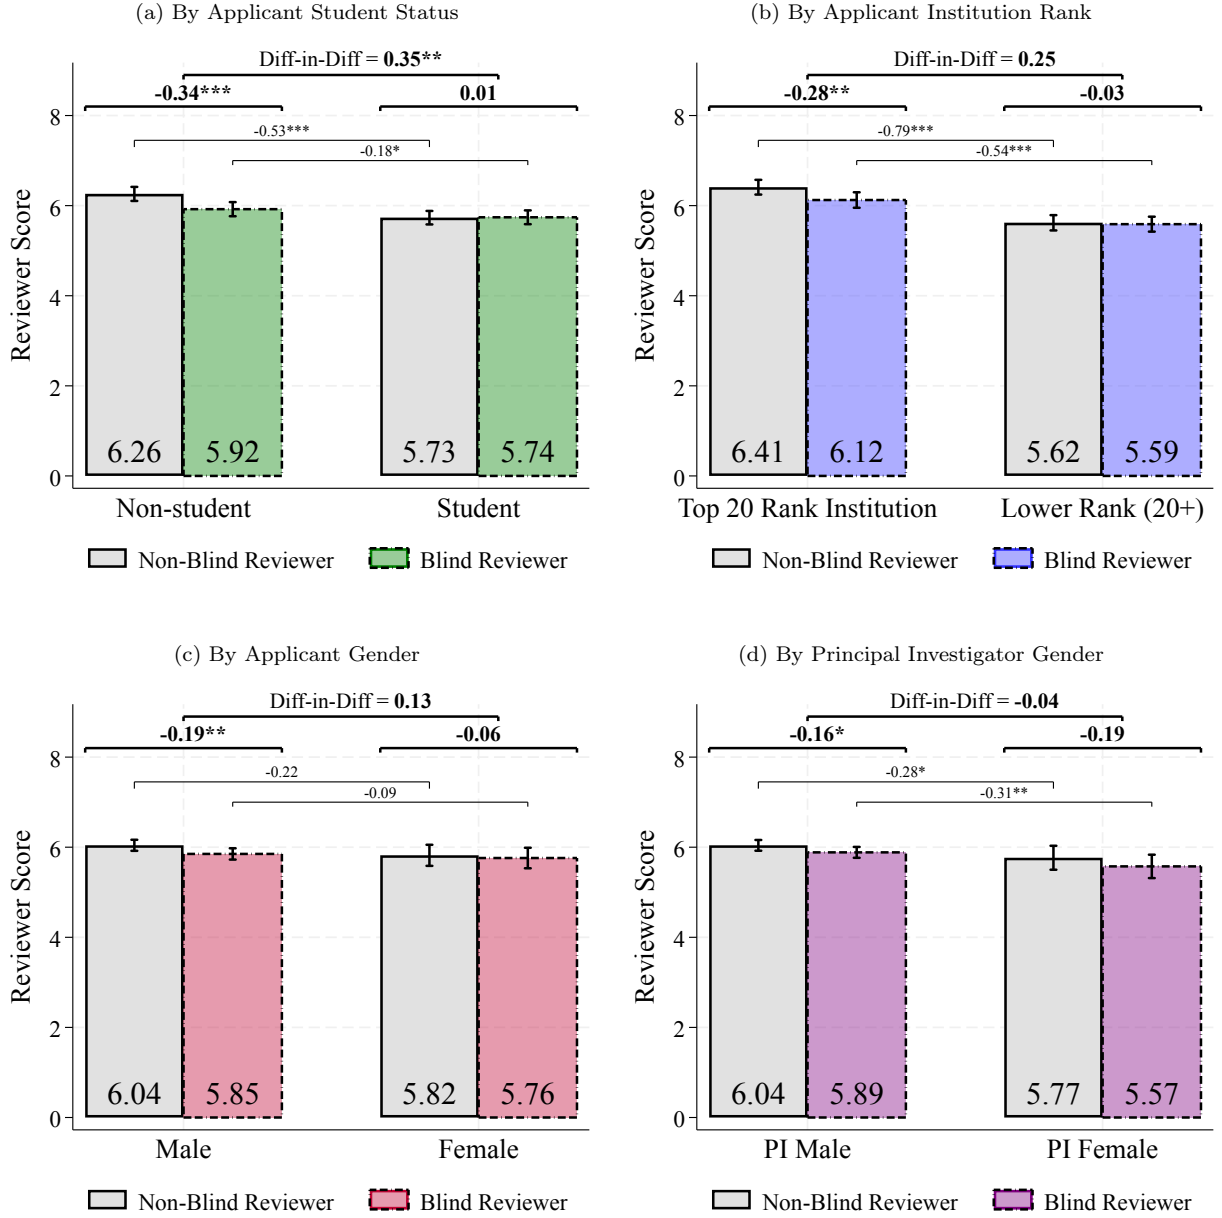 (a) By Applicant Student Status
Diff-in-Diff = 0.35**
-0.34***
0.01
-0.53***
-0.18*
Reviewer Score
8
6
4
2
0
6.26
5.92
5.73
5.74
Non-student
Student
Non-Blind Reviewer
Blind Reviewer
(b) By Applicant Institution Rank
Diff-in-Diff = 0.25
-0.28**
-0.03
-0.79***
-0.54***
Reviewer Score
8
6
4
2
0
6.41
6.12
5.62
5.59
Top 20 Rank Institution
Lower Rank (20+)
Non-Blind Reviewer
Blind Reviewer
(c) By Applicant Gender
Diff-in-Diff = 0.13
-0.19**
-0.06
-0.22
-0.09
Reviewer Score
8
6
4
2
0
6.04
5.85
5.82
5.76
Male
Female
Non-Blind Reviewer
Blind Reviewer
(d) By Principal Investigator Gender
Diff-in-Diff = -0.04
-0.16*
-0.19
-0.28*
-0.31**
Reviewer Score
8
6
4
2
0
6.04
5.89
5.77
5.57
PI Male
PI Female
Non-Blind Reviewer
Blind Reviewer